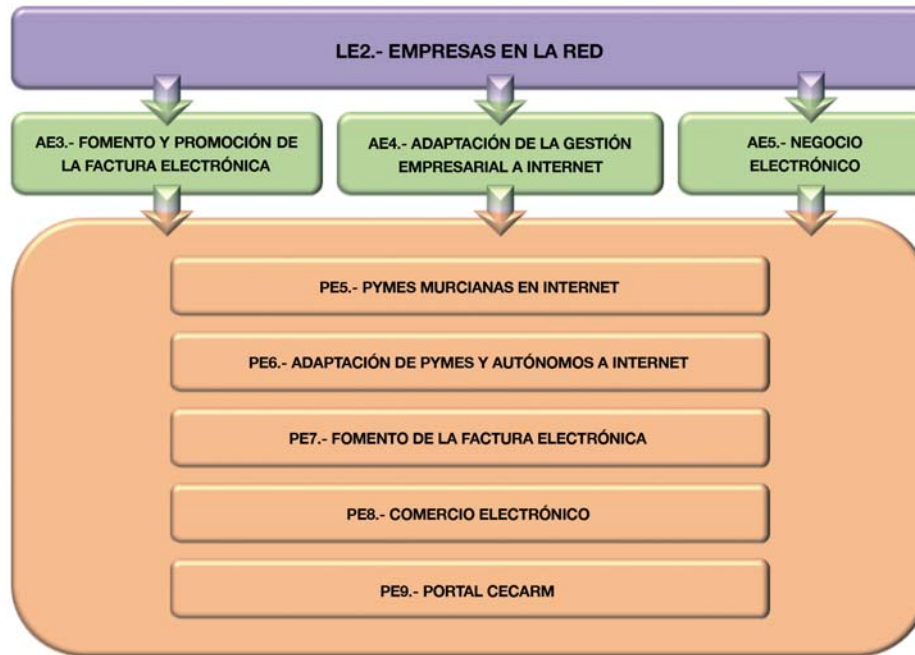 LE2.- EMPRESAS EN LA RED
AE3.- FOMENTO Y PROMOCIÓN DE
LA FACTURA ELECTRÓNICA
AE4.- ADAPTACIÓN DE LA GESTIÓN
EMPRESARIAL A INTERNET
AE5.- NEGOCIO
ELECTRÓNICO
PE5.- PYMES MURCIANAS EN INTERNET
PE6.- ADAPTACIÓN DE PYMES Y AUTÓNOMOS A INTERNET
PE7.- FOMENTO DE LA FACTURA ELECTRÓNICA
PE8.- COMERCIO ELECTRÓNICO
PE9.- PORTAL CECARM